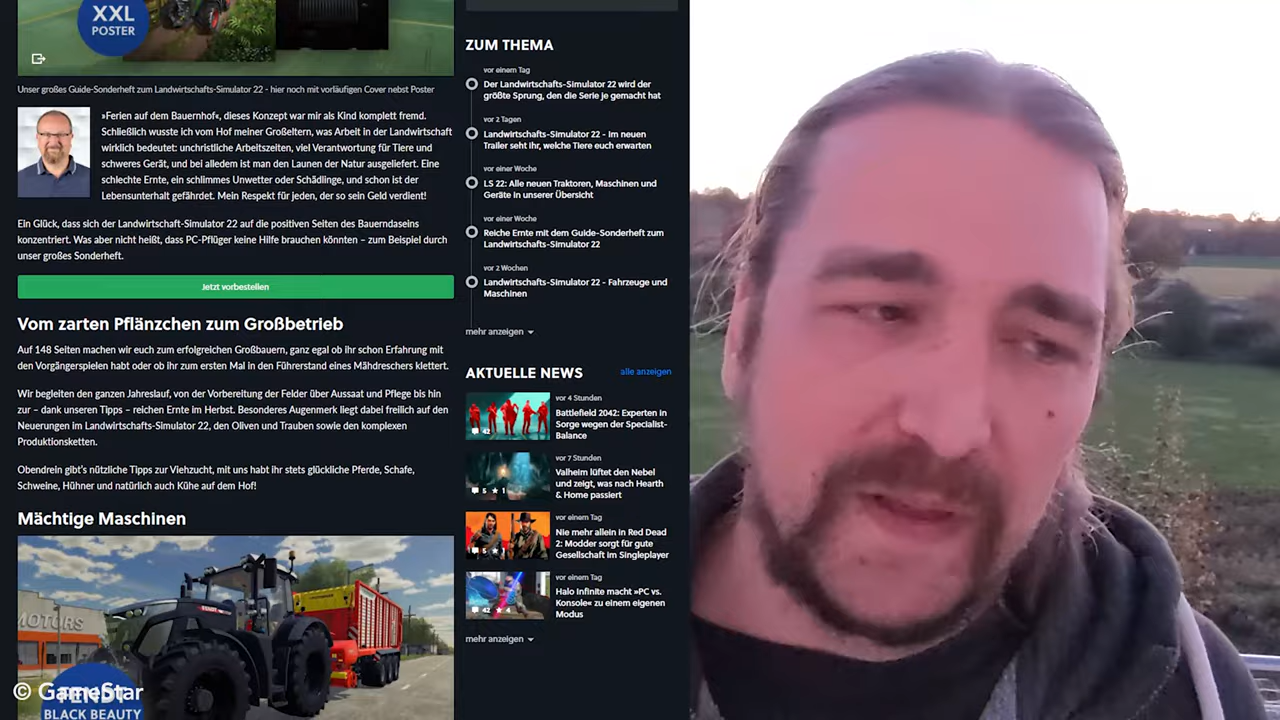 XXL
POSTER
Unser großes Guide-Sonderheft zum Landwirtschafts-Simulator 22 - hier noch mit vorläufigen Cover nebst Poster
»Ferien auf dem Bauernhof«, dieses Konzept war mir als Kind komplett fremd.
Schließlich wusste ich vom Hof meiner Großeltern, was Arbeit in der Landwirtschaft
wirklich bedeutet: unchristliche Arbeitszeiten, viel Verantwortung für Tiere und
schweres Gerät, und bei alledem ist man den Launen der Natur ausgeliefert. Eine
schlechte Ernte, ein schlimmes Unwetter oder Schädlinge, und schon ist der
Lebensunterhalt gefährdet. Mein Respekt für jeden, der so sein Geld verdient!
Ein Glück, dass sich der Landwirtschaft-Simulator 22 auf die positiven Seiten des Bauerndaseins
konzentriert. Was aber nicht heißt, dass PC-Pflüger keine Hilfe brauchen könnten – zum Beispiel durch
unser großes Sonderheft.
Jetzt vorbestellen
Vom zarten Pflänzchen zum Großbetrieb
Auf 148 Seiten machen wir euch zum erfolgreichen Großbauern, ganz egal ob ihr schon Erfahrung mit
den Vorgängerspielen habt oder ob ihr zum ersten Mal in den Führerstand eines Mähdreschers klettert.
Wir begleiten den ganzen Jahreslauf, von der Vorbereitung der Felder über Aussaat und Pflege bis hin
zur – dank unseren Tipps – reichen Ernte im Herbst. Besonderes Augenmerk liegt dabei freilich auf den
Neuerungen im Landwirtschafts-Simulator 22, den Oliven und Trauben sowie den komplexen
Produktionsketten.
Obendrein gibt's nützliche Tipps zur Viehzucht, mit uns habt ihr stets glückliche Pferde, Schafe,
Schweine, Hühner und natürlich auch Kühe auf dem Hof!
Mächtige Maschinen
MOTORS
FENDT
© GameStar
FENDT
BLACK BEAUTY
ZUM THEMA
vor einem Tag
Der Landwirtschafts-Simulator 22 wird der
größte Sprung, den die Serie je gemacht hat
vor 2 Tagen
Landwirtschafts-Simulator 22 - Im neuen
Trailer seht ihr, welche Tiere euch erwarten
vor einer Woche
LS 22: Alle neuen Traktoren, Maschinen und
Geräte in unserer Übersicht
vor einer Woche
Reiche Ernte mit dem Guide-Sonderheft zum
Landwirtschafts-Simulator 22
vor 2 Wochen
Landwirtschafts-Simulator 22 - Fahrzeuge und
Maschinen
mehr anzeigen
AKTUELLE NEWS alle anzeigen
vor 4 Stunden
Battlefield 2042: Experten in
Sorge wegen der Specialist-
Balance
42
vor 7 Stunden
Valheim lüftet den Nebel
und zeigt, was nach Hearth
& Home passiert
5 1
vor einem Tag
Nie mehr allein in Red Dead
2: Modder sorgt für gute
Gesellschaft im Singleplayer
5
vor einem Tag
Halo Infinite macht »PC vs.
Konsole« zu einem eigenen
Modus
42 4
mehr anzeigen